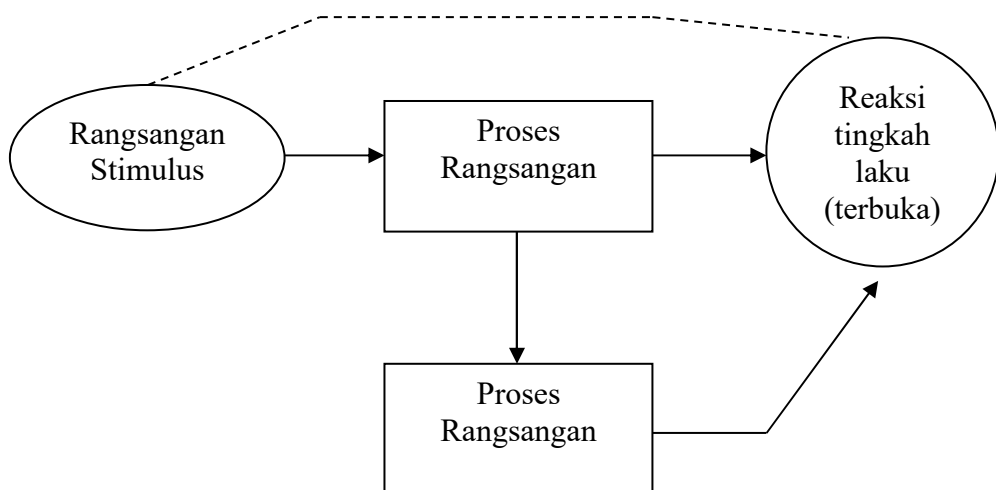 Rangsangan
Stimulus
Proses
Rangsangan
Reaksi
tingkah
laku
(terbuka)
Proses
Rangsangan